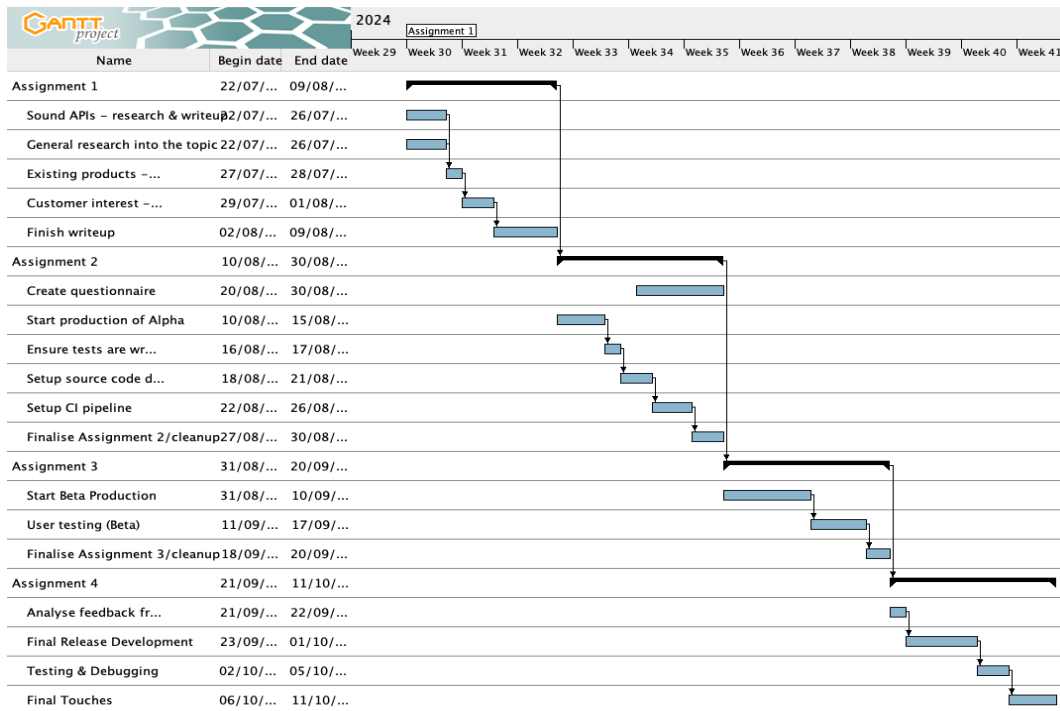 GANTT
project
2024
Assignment 1
Week 29 Week 30 Week 31 Week 32 Week 33 Week 34 Week 35 Week 36 Week 37 Week 38 Week 39 Week 40 Week 41
Name Begin date End date
Assignment 1 22/07/... 09/08/...
Sound APIs - research & writeup 22/07/... 26/07/...
General research into the topic 22/07/... 26/07/...
Existing products -... 27/07/... 28/07/...
Customer interest -... 29/07/... 01/08/...
Finish writeup 02/08/... 09/08/...
Assignment 2 10/08/... 30/08/...
Create questionnaire 20/08/... 30/08/...
Start production of Alpha 10/08/... 15/08/...
Ensure tests are wr... 16/08/... 17/08/...
Setup source code d... 18/08/... 21/08/...
Setup CI pipeline 22/08/... 26/08/...
Finalise Assignment 2/cleanup 27/08/... 30/08/...
Assignment 3 31/08/... 20/09/...
Start Beta Production 31/08/... 10/09/...
User testing (Beta) 11/09/... 17/09/...
Finalise Assignment 3/cleanup 18/09/... 20/09/...
Assignment 4 21/09/... 11/10/...
Analyse feedback fr... 21/09/... 22/09/...
Final Release Development 23/09/... 01/10/...
Testing & Debugging 02/10/... 05/10/...
Final Touches 06/10/... 11/10/...